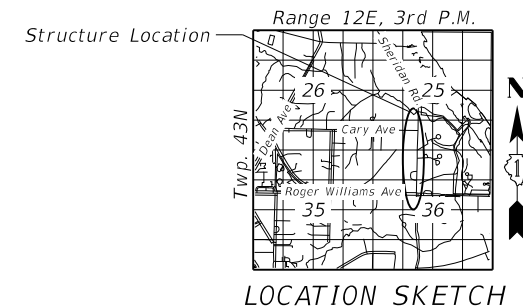 Range 12E, 3rd P.M.
Structure Location
Sheridan Rd
26
25
N
Twp. 43N
Dean Ave
Cary Ave
1
Roger Williams Ave
35
36
LOCATION SKETCH